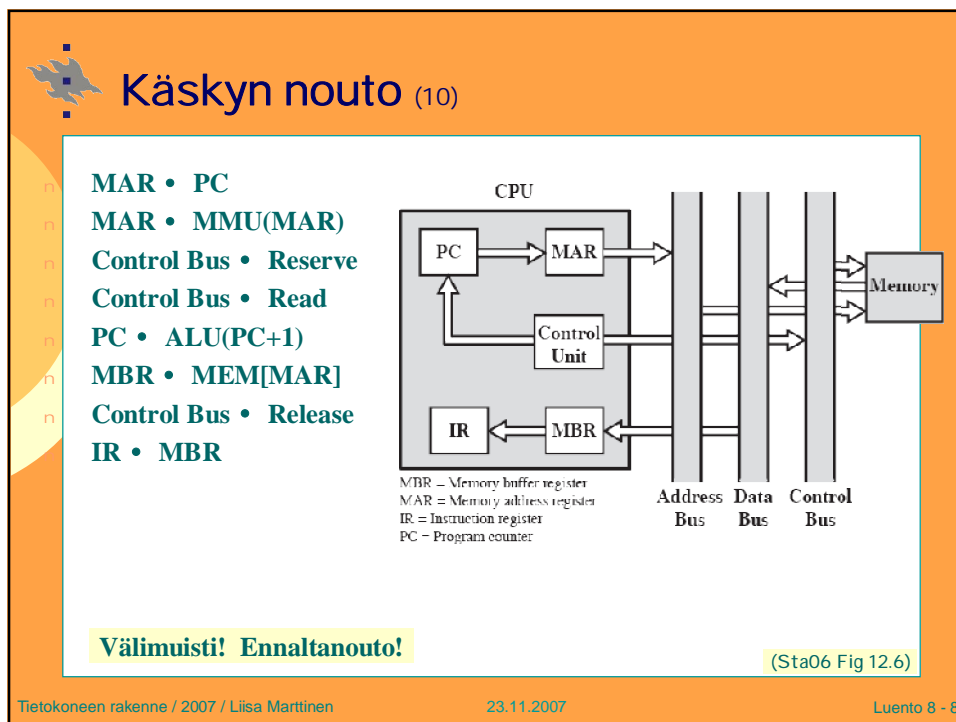 Käskyn nouto (10)
n MAR • PC
n MAR • MMU(MAR)
n Control Bus • Reserve
n Control Bus • Read
n PC • ALU(PC+1)
n MBR • MEM[MAR]
n Control Bus • Release
IR • MBR
CPU
PC
MAR
Control
Unit
IR
MBR
Memory
MBR = Memory buffer register
MAR = Memory address register
IR = Instruction register
PC = Program counter
Address Data Control
Bus Bus Bus
Välimuisti! Ennaltanouto!
(Sta06 Fig 12.6)
Tietokoneen rakenne / 2007 / Liisa Marttinen 23.11.2007 Luento 8 - 8